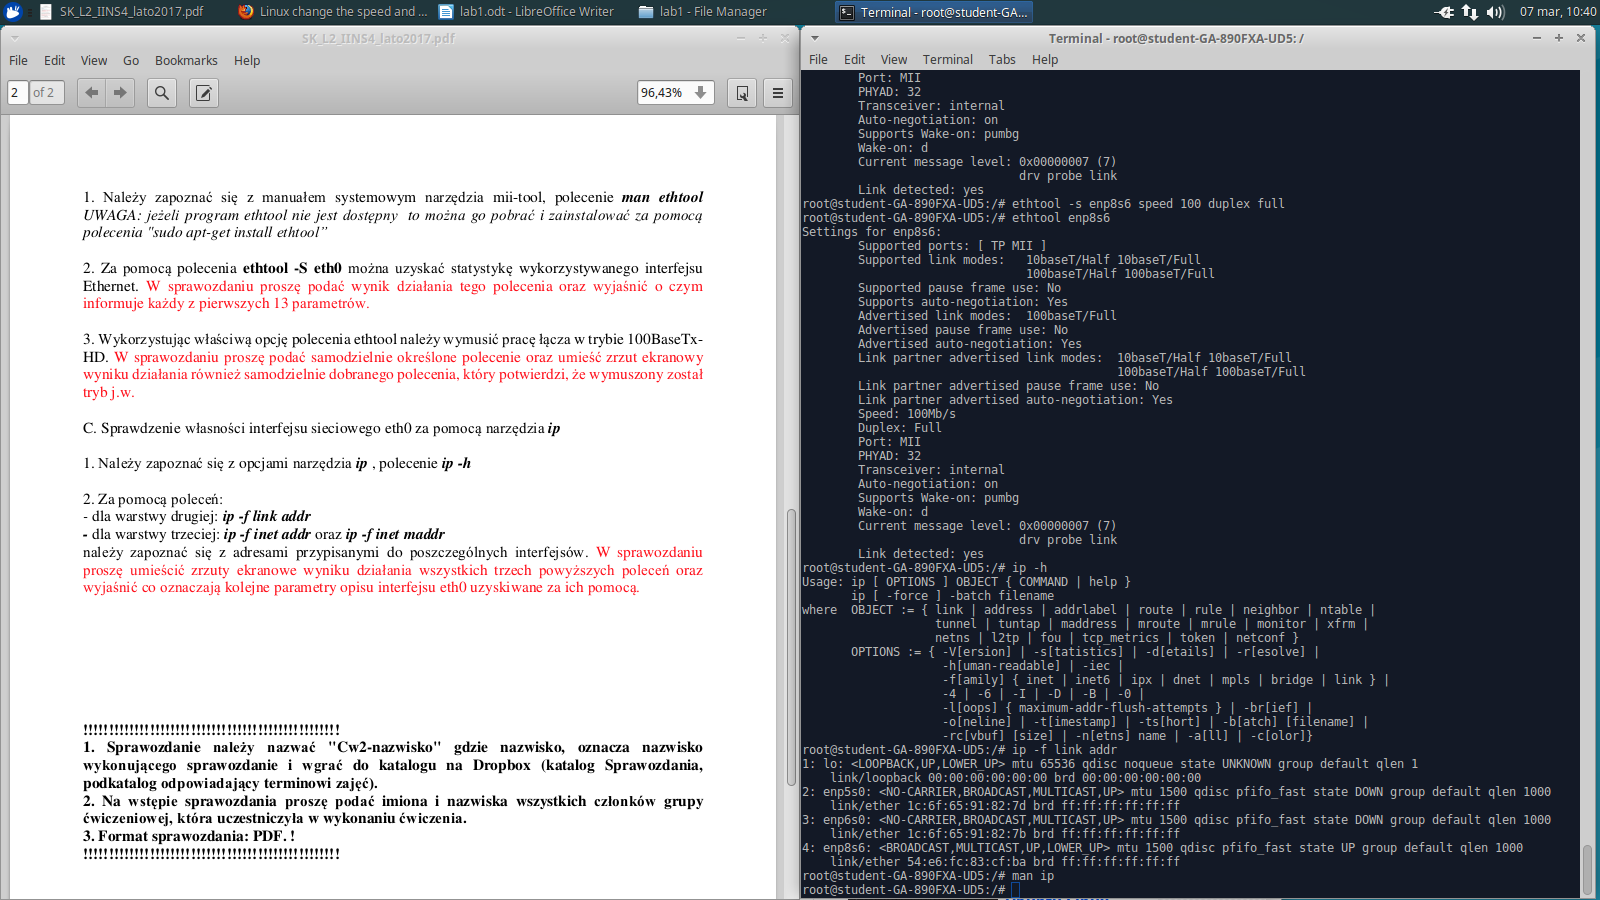 SK_L2_IINS4_lato2017.pdf
Linux change the speed and ...
lab1.odt - LibreOffice Writer
lab1 - File Manager
Terminal - root@student-GA...
07 mar, 10:40
SK_L2_IINS4_lato2017.pdf
File Edit View Go Bookmarks Help
2 of 2
96,43%
1. Należy zapoznać się z manuałem systemowym narzędzia mii-tool, polecenie man ethtool
UWAGA: jeżeli program ethtool nie jest dostępny to można go pobrać i zainstalować za pomocą
polecenia "sudo apt-get install ethtool”
2. Za pomocą polecenia ethtool -S eth0 można uzyskać statystykę wykorzystywanego interfejsu
Ethernet. W sprawozdaniu proszę podać wynik działania tego polecenia oraz wyjaśnić o czym
informuje każdy z pierwszych 13 parametrów.
3. Wykorzystując właściwą opcję polecenia ethtool należy wymusić pracę łącza w trybie 100BaseTx-
HD. W sprawozdaniu proszę podać samodzielnie określone polecenie oraz umieść zrzut ekranowy
wyniku działania również samodzielnie dobranego polecenia, który potwierdzi, że wymuszony został
tryb j.w.
C. Sprawdzenie własności interfejsu sieciowego eth0 za pomocą narzędzia ip
1. Należy zapoznać się z opcjami narzędzia ip , polecenie ip -h
2. Za pomocą poleceń:
- dla warstwy drugiej: ip -f link addr
- dla warstwy trzeciej: ip -f inet addr oraz ip -f inet maddr
należy zapoznać się z adresami przypisanymi do poszczególnych interfejsów. W sprawozdaniu
proszę umieścić zrzuty ekranowe wyniku działania wszystkich trzech powyższych poleceń oraz
wyjaśnić co oznaczają kolejne parametry opisu interfejsu eth0 uzyskiwane za ich pomocą.
!!!!!!!!!!!!!!!!!!!!!!!!!!!!!!!!!!!!!!!!!!!!!!!!!!
1. Sprawozdanie należy nazwać "Cw2-nazwisko" gdzie nazwisko, oznacza nazwisko
wykonującego sprawozdanie i wgrać do katalogu na Dropbox (katalog Sprawozdania,
podkatalog odpowiadający terminowi zajęć).
2. Na wstępie sprawozdania proszę podać imiona i nazwiska wszystkich członków grupy
ćwiczeniowej, która uczestniczyła w wykonaniu ćwiczenia.
3. Format sprawozdania: PDF. !
!!!!!!!!!!!!!!!!!!!!!!!!!!!!!!!!!!!!!!!!!!!!!!!!!!
Terminal - root@student-GA-890FXA-UD5: /
File Edit View Terminal Tabs Help
Port: MII
PHYAD: 32
Transceiver: internal
Auto-negotiation: on
Supports Wake-on: pumbg
Wake-on: d
Current message level: 0x00000007 (7)
drv probe link
Link detected: yes
root@student-GA-890FXA-UD5:/# ethtool -s enp8s6 speed 100 duplex full
root@student-GA-890FXA-UD5:/# ethtool enp8s6
Settings for enp8s6:
Supported ports: [ TP MII ]
Supported link modes: 10baseT/Half 10baseT/Full
100baseT/Half 100baseT/Full
Supported pause frame use: No
Supports auto-negotiation: Yes
Advertised link modes: 100baseT/Full
Advertised pause frame use: No
Advertised auto-negotiation: Yes
Link partner advertised link modes: 10baseT/Half 10baseT/Full
100baseT/Half 100baseT/Full
Link partner advertised pause frame use: No
Link partner advertised auto-negotiation: Yes
Speed: 100Mb/s
Duplex: Full
Port: MII
PHYAD: 32
Transceiver: internal
Auto-negotiation: on
Supports Wake-on: pumbg
Wake-on: d
Current message level: 0x00000007 (7)
drv probe link
Link detected: yes
root@student-GA-890FXA-UD5:/# ip -h
Usage: ip [ OPTIONS ] OBJECT { COMMAND | help }
ip [ -force ] -batch filename
where OBJECT := { link | address | addrlabel | route | rule | neighbor | ntable |
tunnel | tuntap | maddress | mroute | mrule | monitor | xfrm |
netns | l2tp | fou | tcp_metrics | token | netconf }
OPTIONS := { -V[ersion] | -s[tatistics] | -d[etails] | -r[esolve] |
-h[uman-readable] | -iec |
-f[amily] { inet | inet6 | ipx | dnet | mpls | bridge | link } |
-4 | -6 | -I | -D | -B | -0 |
-l[oops] { maximum-addr-flush-attempts } | -br[ief] |
-o[neline] | -t[imestamp] | -ts[hort] | -b[atch] [filename] |
-rc[vbuf] [size] | -n[etns] name | -a[ll] | -c[olor]}
root@student-GA-890FXA-UD5:/# ip -f link addr
1: lo: <LOOPBACK,UP,LOWER_UP> mtu 65536 qdisc noqueue state UNKNOWN group default qlen 1
link/loopback 00:00:00:00:00:00 brd 00:00:00:00:00:00
2: enp5s0: <NO-CARRIER,BROADCAST,MULTICAST,UP> mtu 1500 qdisc pfifo_fast state DOWN group default qlen 1000
link/ether 1c:6f:65:91:82:7d brd ff:ff:ff:ff:ff:ff
3: enp6s0: <NO-CARRIER,BROADCAST,MULTICAST,UP> mtu 1500 qdisc pfifo_fast state DOWN group default qlen 1000
link/ether 1c:6f:65:91:82:7b brd ff:ff:ff:ff:ff:ff
4: enp8s6: <BROADCAST,MULTICAST,UP,LOWER_UP> mtu 1500 qdisc pfifo_fast state UP group default qlen 1000
link/ether 54:e6:fc:83:cf:ba brd ff:ff:ff:ff:ff:ff
root@student-GA-890FXA-UD5:/# man ip
root@student-GA-890FXA-UD5:/#